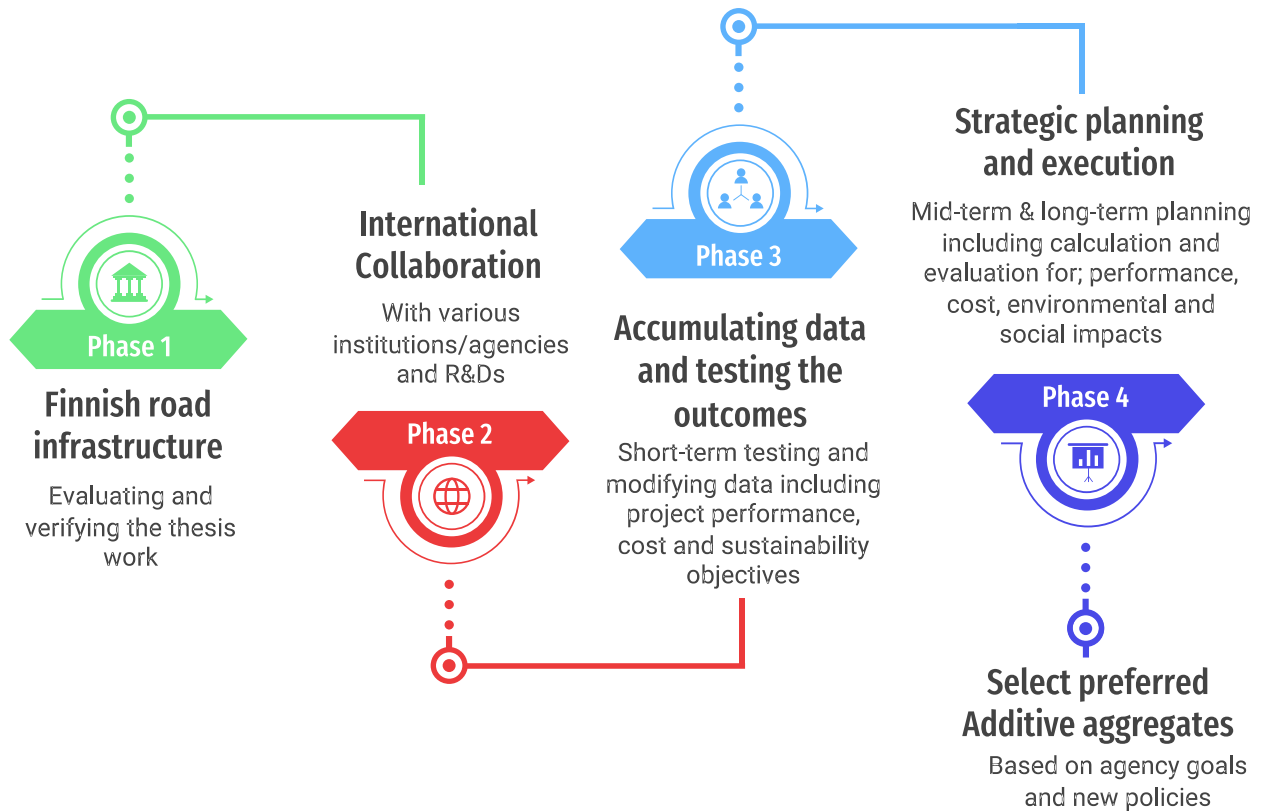 Phase 1
Finnish road
infrastructure
Evaluating and
verifying the thesis
work
International
Collaboration
With various
institutions/agencies
and R&Ds
Phase 2
Phase 3
Accumulating data
and testing the
outcomes
Short-term testing and
modifying data including
project performance,
cost and sustainability
objectives
Strategic planning
and execution
Mid-term & long-term planning
including calculation and
evaluation for; performance,
cost, environmental and
social impacts
Phase 4
Select preferred
Additive aggregates
Based on agency goals
and new policies